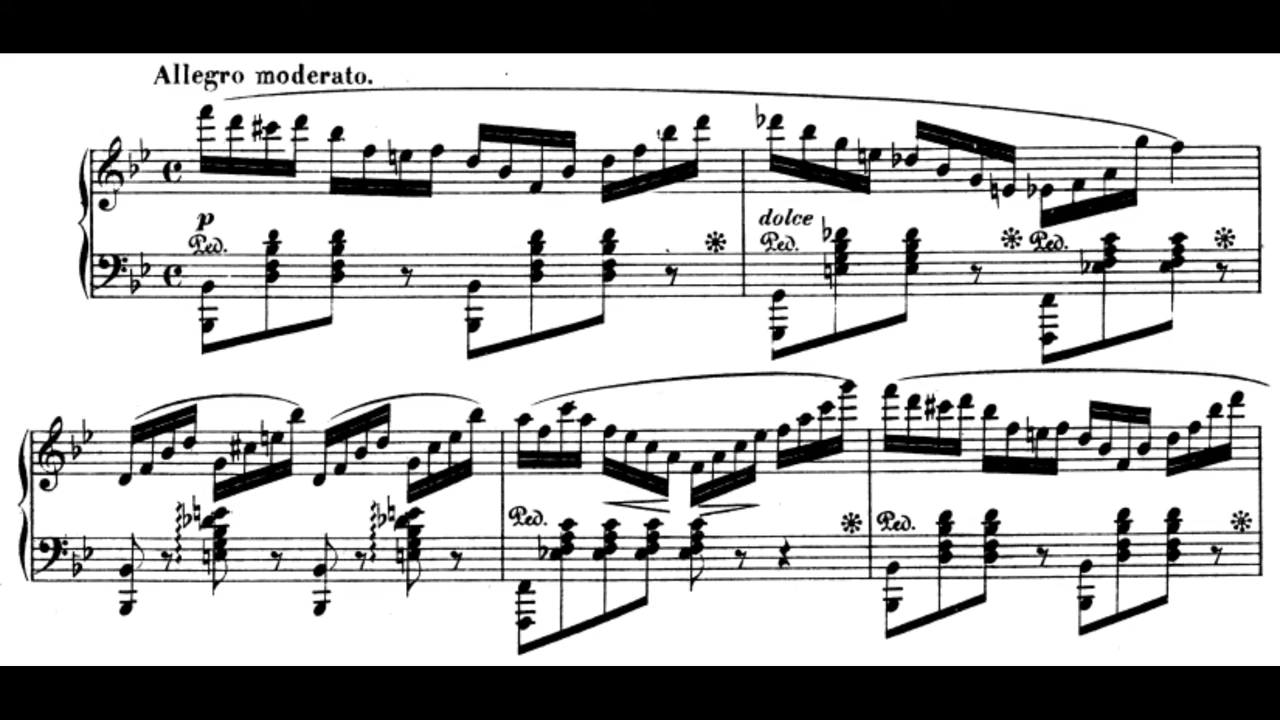 Allegro moderato.
p
dolce
Ped. Ped. Ped.
Ped. Ped.